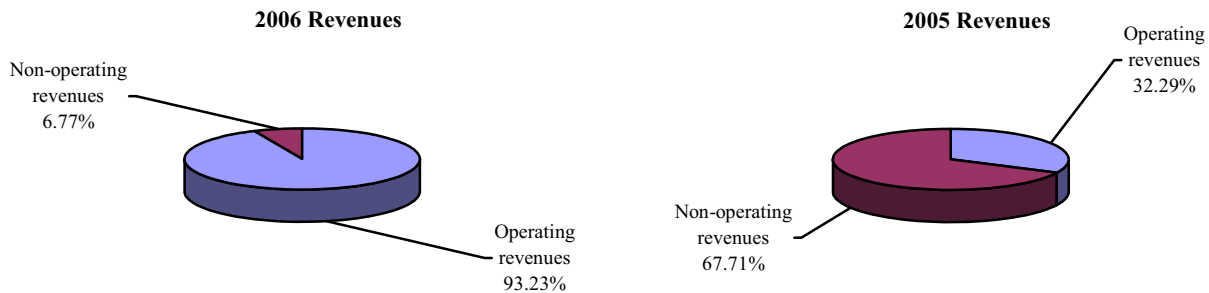 2006 Revenues
Non-operating
revenues
6.77%
Operating
revenues
93.23%
2005 Revenues
Operating
revenues
32.29%
Non-operating
revenues
67.71%